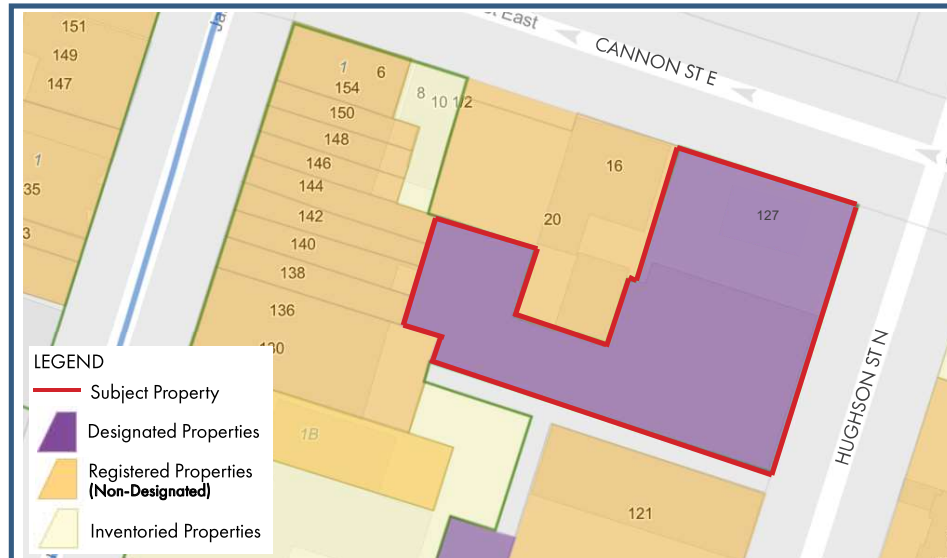 151
149
147
1
35
3
Ja
6
1
154
150
148
146
144
142
140
138
136
8
10 1/2
East
CANNON ST E
16
20
127
HUGHSON ST N
121
1B
LEGEND
Subject Property
Designated Properties
Registered Properties
(Non-Designated)
Inventoried Properties